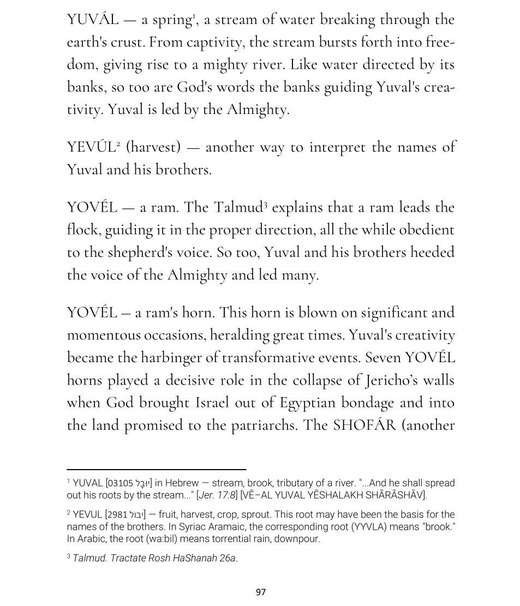 YUVÁL — a spring¹, a stream of water breaking through the
earth's crust. From captivity, the stream bursts forth into free-
dom, giving rise to a mighty river. Like water directed by its
banks, so too are God's words the banks guiding Yuval's crea-
tivity. Yuval is led by the Almighty.
YEVÚL² (harvest) — another way to interpret the names of
Yuval and his brothers.
YOVÉL — a ram. The Talmud³ explains that a ram leads the
flock, guiding it in the proper direction, all the while obedient
to the shepherd's voice. So too, Yuval and his brothers heeded
the voice of the Almighty and led many.
YOVÉL – a ram's horn. This horn is blown on significant and
momentous occasions, heralding great times. Yuval's creativity
became the harbinger of transformative events. Seven YOVÉL
horns played a decisive role in the collapse of Jericho's walls
when God brought Israel out of Egyptian bondage and into
the land promised to the patriarchs. The SHOFÁR (another
¹ YUVAL [03105 יוּבָל] in Hebrew — stream, brook, tributary of a river. "...And he shall spread
out his roots by the stream..." [Jer. 17:8] [VĒ–AL YUVAL YĒSHALAKH SHĀRĀSHĀV].
² YEVUL [2981 יבול] — fruit, harvest, crop, sprout. This root may have been the basis for the
names of the brothers. In Syriac Aramaic, the corresponding root (YYVLA) means "brook."
In Arabic, the root (wa:bil) means torrential rain, downpour.
³ Talmud. Tractate Rosh HaShanah 26a.
97